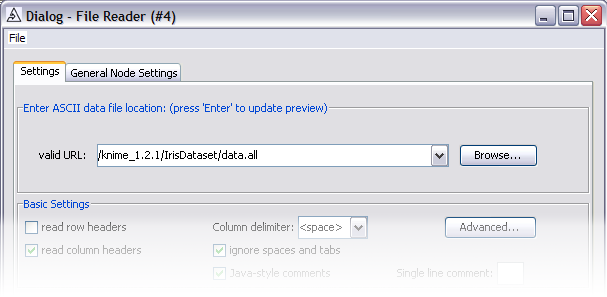 Dialog - File Reader (#4)
File
Settings General Node Settings
Enter ASCII data file location: (press 'Enter' to update preview)
valid URL: /knime_1.2.1/IrisDataset/data.all Browse...
Basic Settings
read row headers Column delimiter: <space> Advanced...
read column headers ignore spaces and tabs
Java-style comments Single line comment: